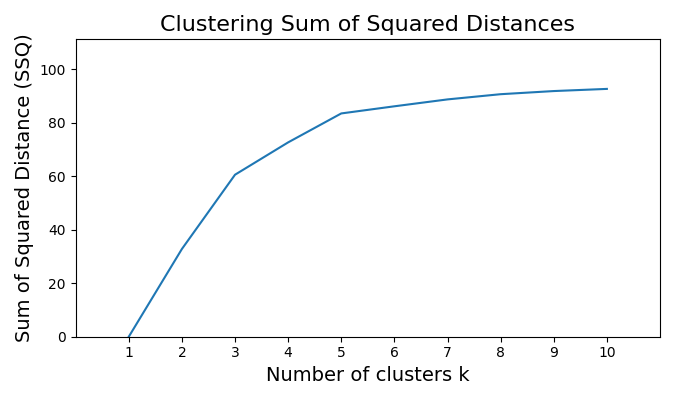 Clustering Sum of Squared Distances
Sum of Squared Distance (SSQ)
100
80
60
40
20
0
1 2 3 4 5 6 7 8 9 10
Number of clusters k